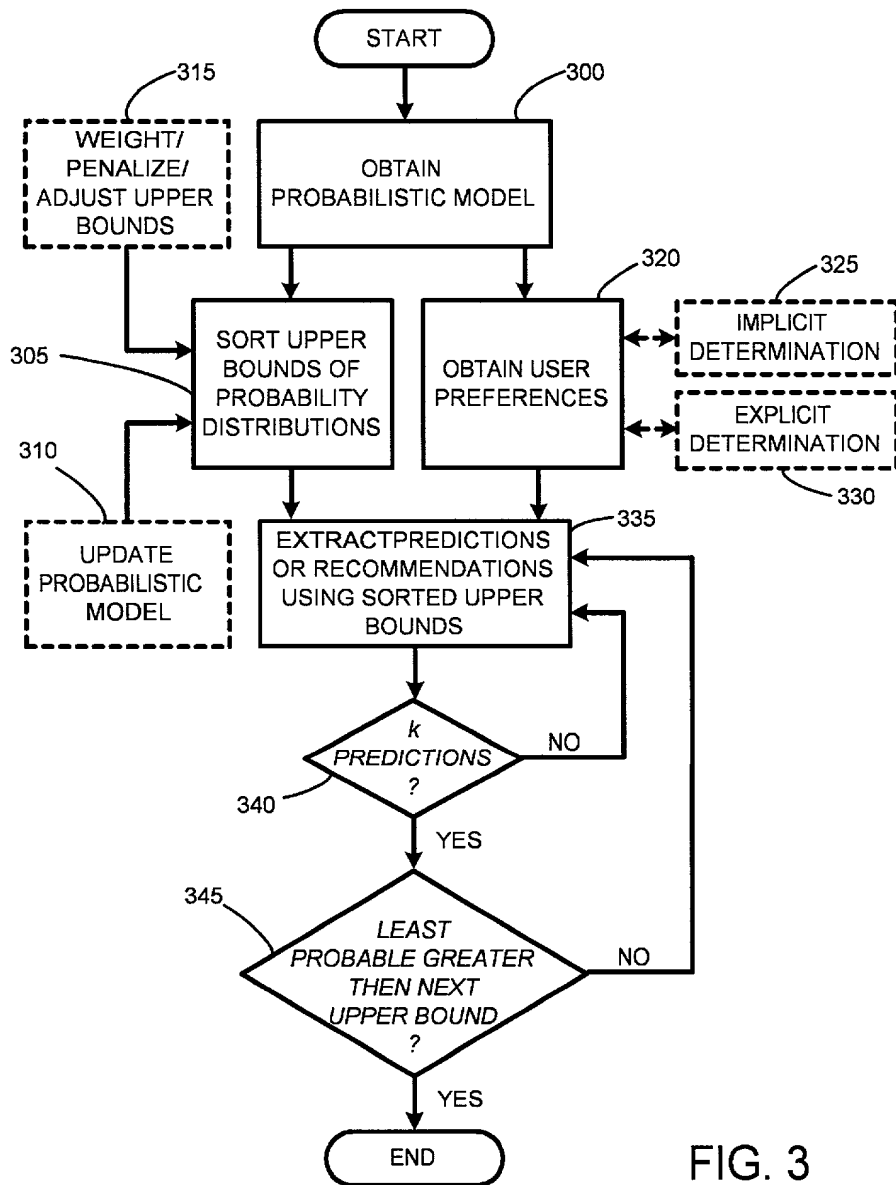 START
300
315
WEIGHT/
PENALIZE/
ADJUST UPPER
BOUNDS
OBTAIN
PROBABILISTIC MODEL
320
325
305
SORT UPPER
BOUNDS OF
PROBABILITY
DISTRIBUTIONS
OBTAIN USER
PREFERENCES
IMPLICIT
DETERMINATION
EXPLICIT
DETERMINATION
330
310
UPDATE
PROBABILISTIC
MODEL
335
EXTRACTPREDICTIONS
OR RECOMMENDATIONS
USING SORTED UPPER
BOUNDS
k
PREDICTIONS
?
NO
340
YES
345
LEAST
PROBABLE GREATER
THEN NEXT
UPPER BOUND
?
NO
YES
END
FIG. 3